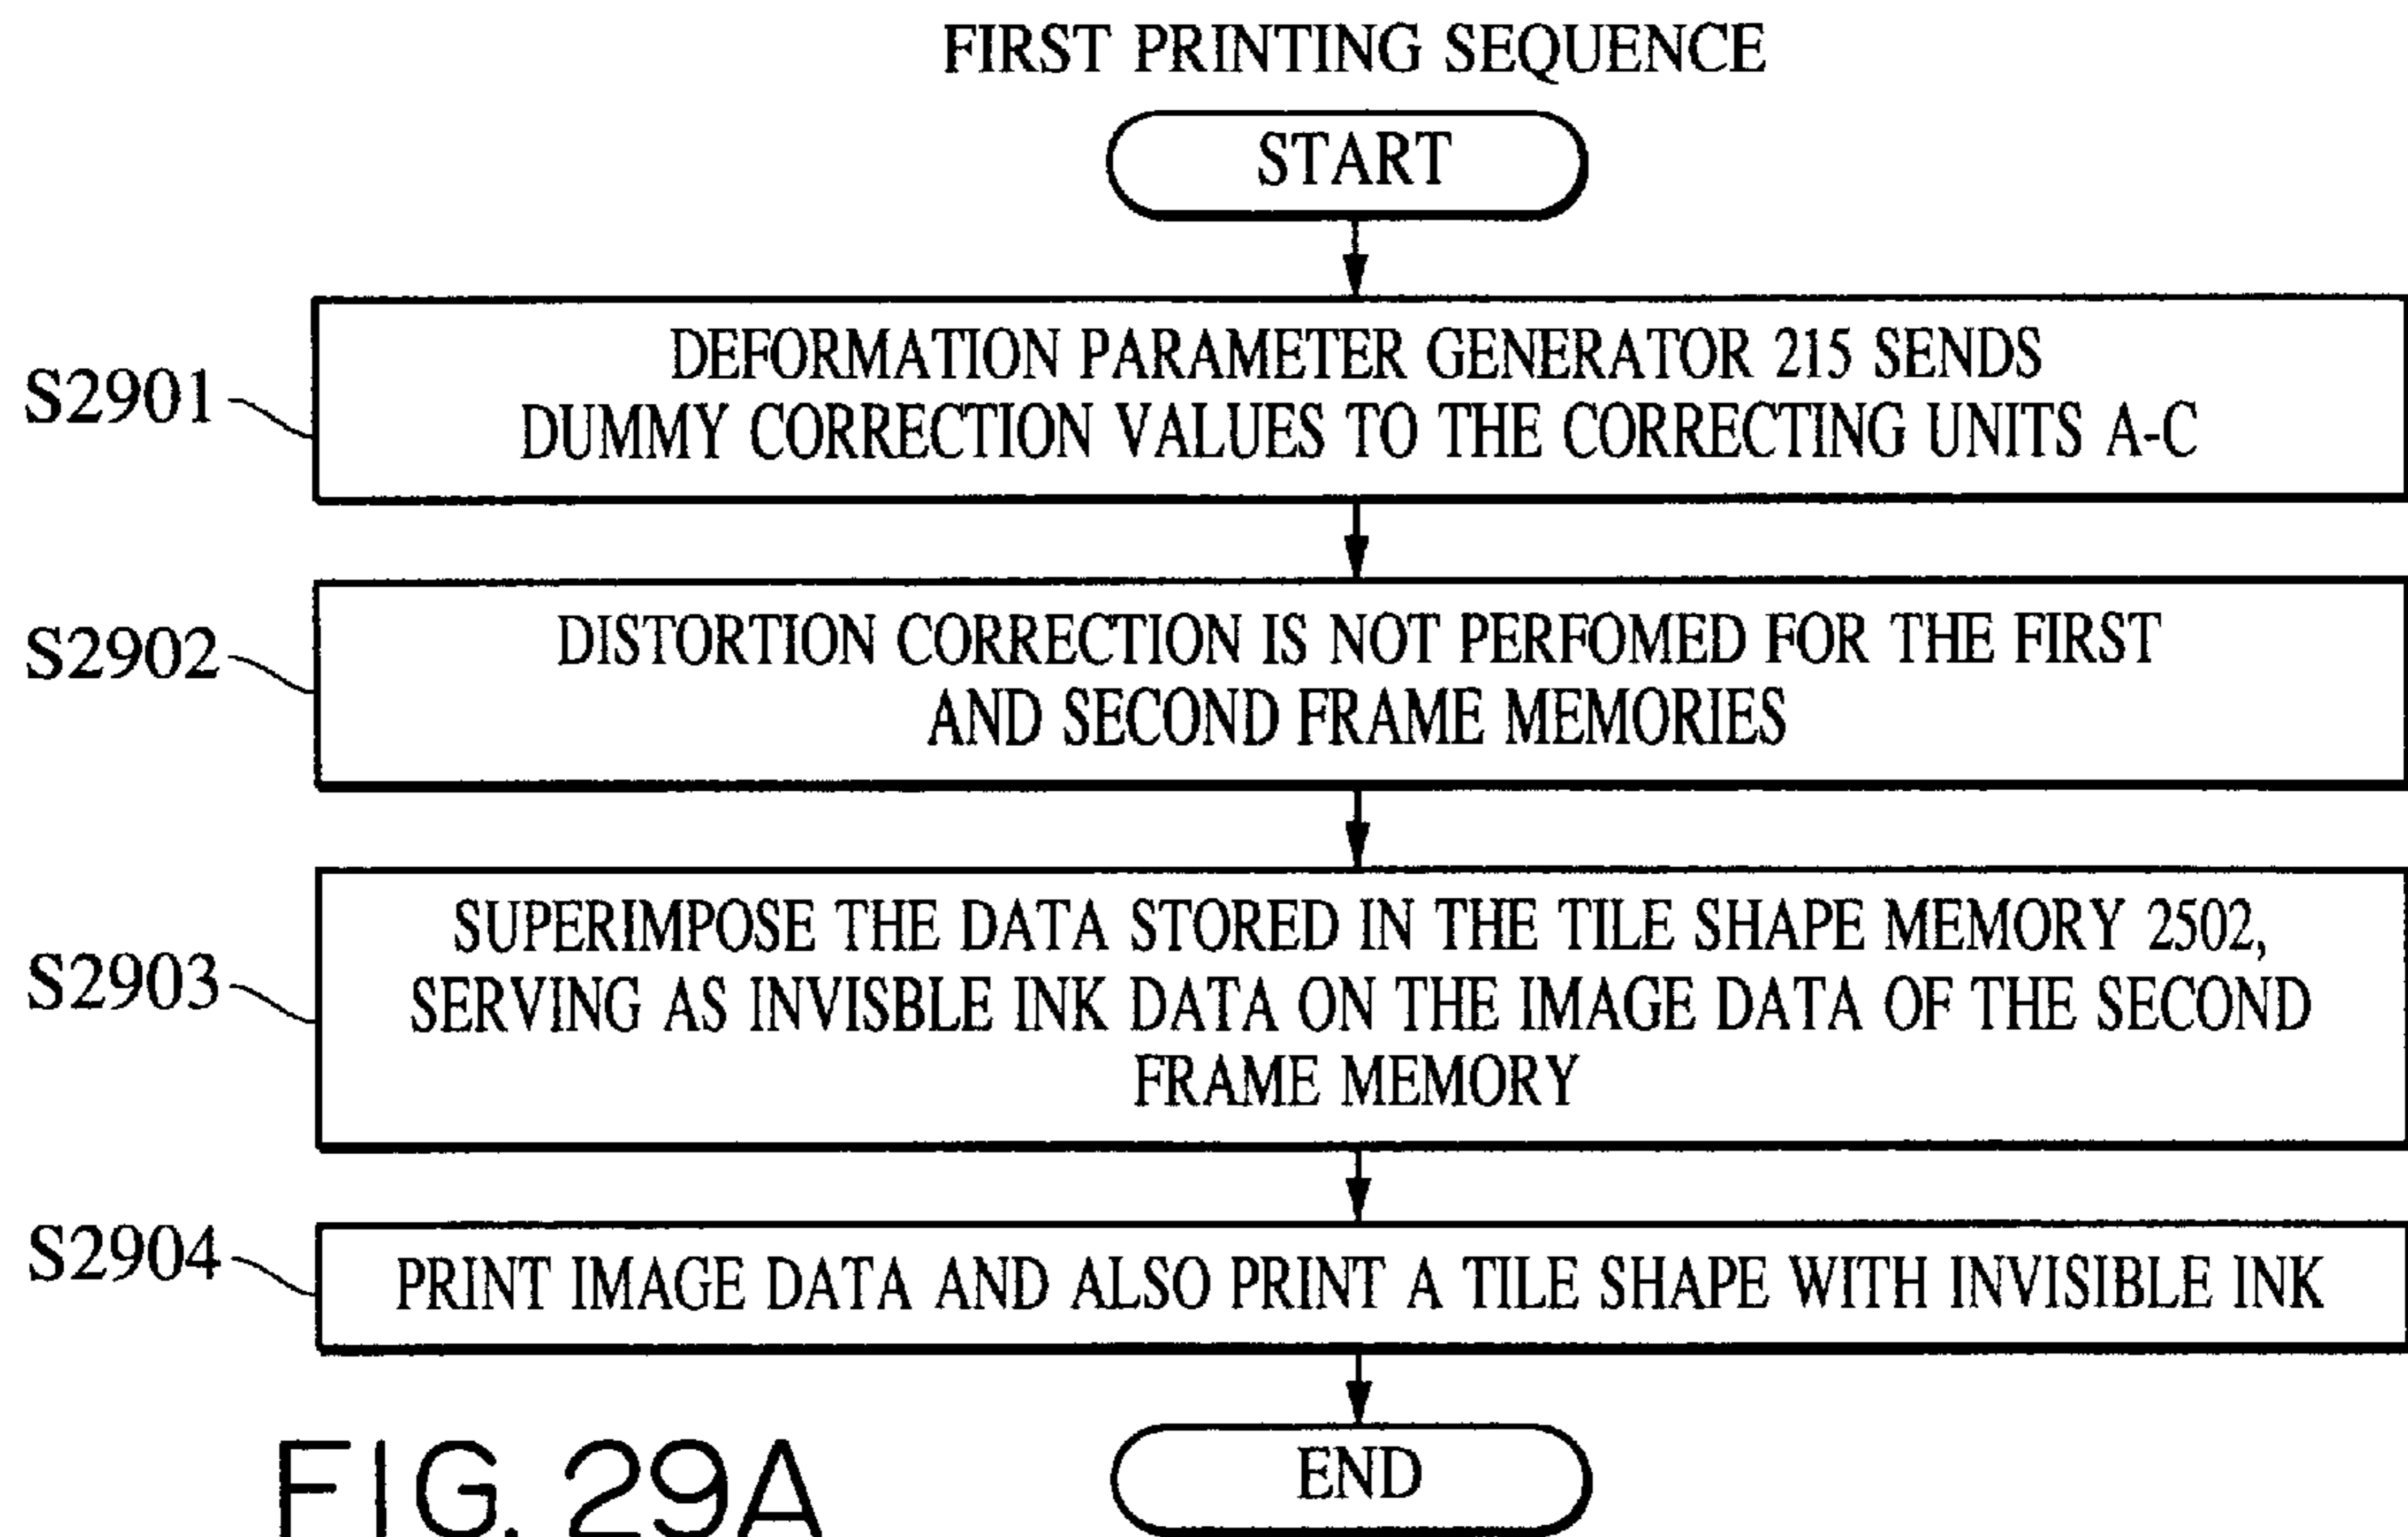 FIRST PRINTING SEQUENCE
START
S2901
DEFORMATION PARAMETER GENERATOR 215 SENDS
DUMMY CORRECTION VALUES TO THE CORRECTING UNITS A-C
S2902
DISTORTION CORRECTION IS NOT PERFOMED FOR THE FIRST
AND SECOND FRAME MEMORIES
S2903
SUPERIMPOSE THE DATA STORED IN THE TILE SHAPE MEMORY 2502,
SERVING AS INVISBLE INK DATA ON THE IMAGE DATA OF THE SECOND
FRAME MEMORY
S2904
PRINT IMAGE DATA AND ALSO PRINT A TILE SHAPE WITH INVISIBLE INK
END
FIG. 29A